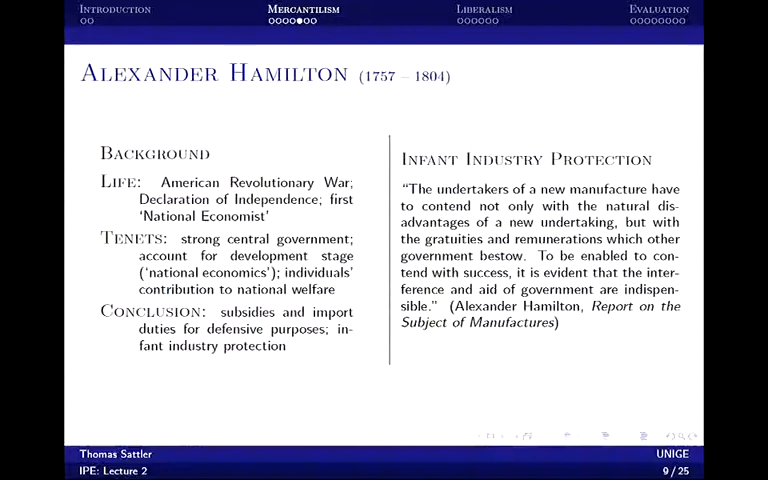 Introduction
Mercantilism
Liberalism
Evaluation
Alexander Hamilton (1757 – 1804)
Background
Life: American Revolutionary War;
Declaration of Independence; first
‘National Economist’
Tenets: strong central government;
account for development stage
(‘national economics’); individuals’
contribution to national welfare
Conclusion: subsidies and import
duties for defensive purposes; in-
fant industry protection
Infant Industry Protection
“The undertakers of a new manufacture have
to contend not only with the natural dis-
advantages of a new undertaking, but with
the gratuities and remunerations which other
government bestow. To be enabled to con-
tend with success, it is evident that the inter-
ference and aid of government are indispen-
sible.” (Alexander Hamilton, Report on the
Subject of Manufactures)
Thomas Sattler
UNIGE
IPE: Lecture 2
9 / 25